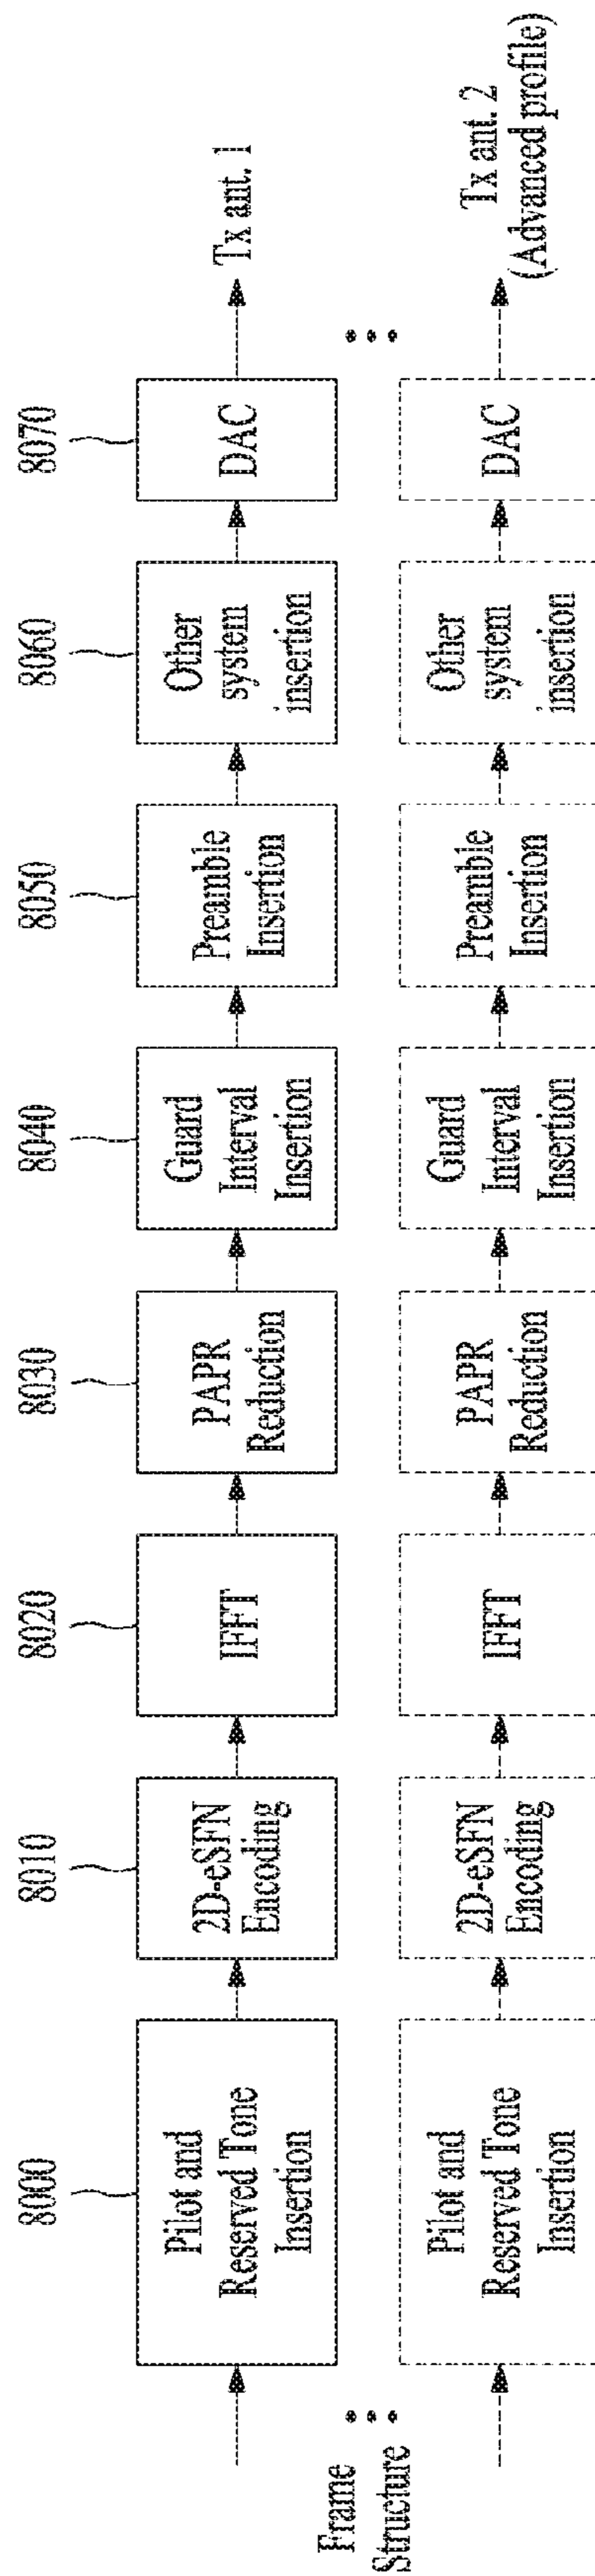 8000
8010
8020
8030
8040
8050
8060
8070
Frame
Structure
Pilot and
Reserved Tone
Insertion
2D-eSFN
Encoding
IFFT
PAPR
Reduction
Guard
Interval
Insertion
Preamble
Insertion
Other
system
insertion
DAC
Tx ant. 1
Pilot and
Reserved Tone
Insertion
2D-eSFN
Encoding
IFFT
PAPR
Reduction
Guard
Interval
Insertion
Preamble
Insertion
Other
system
insertion
DAC
Tx ant. 2
(Advanced profile)